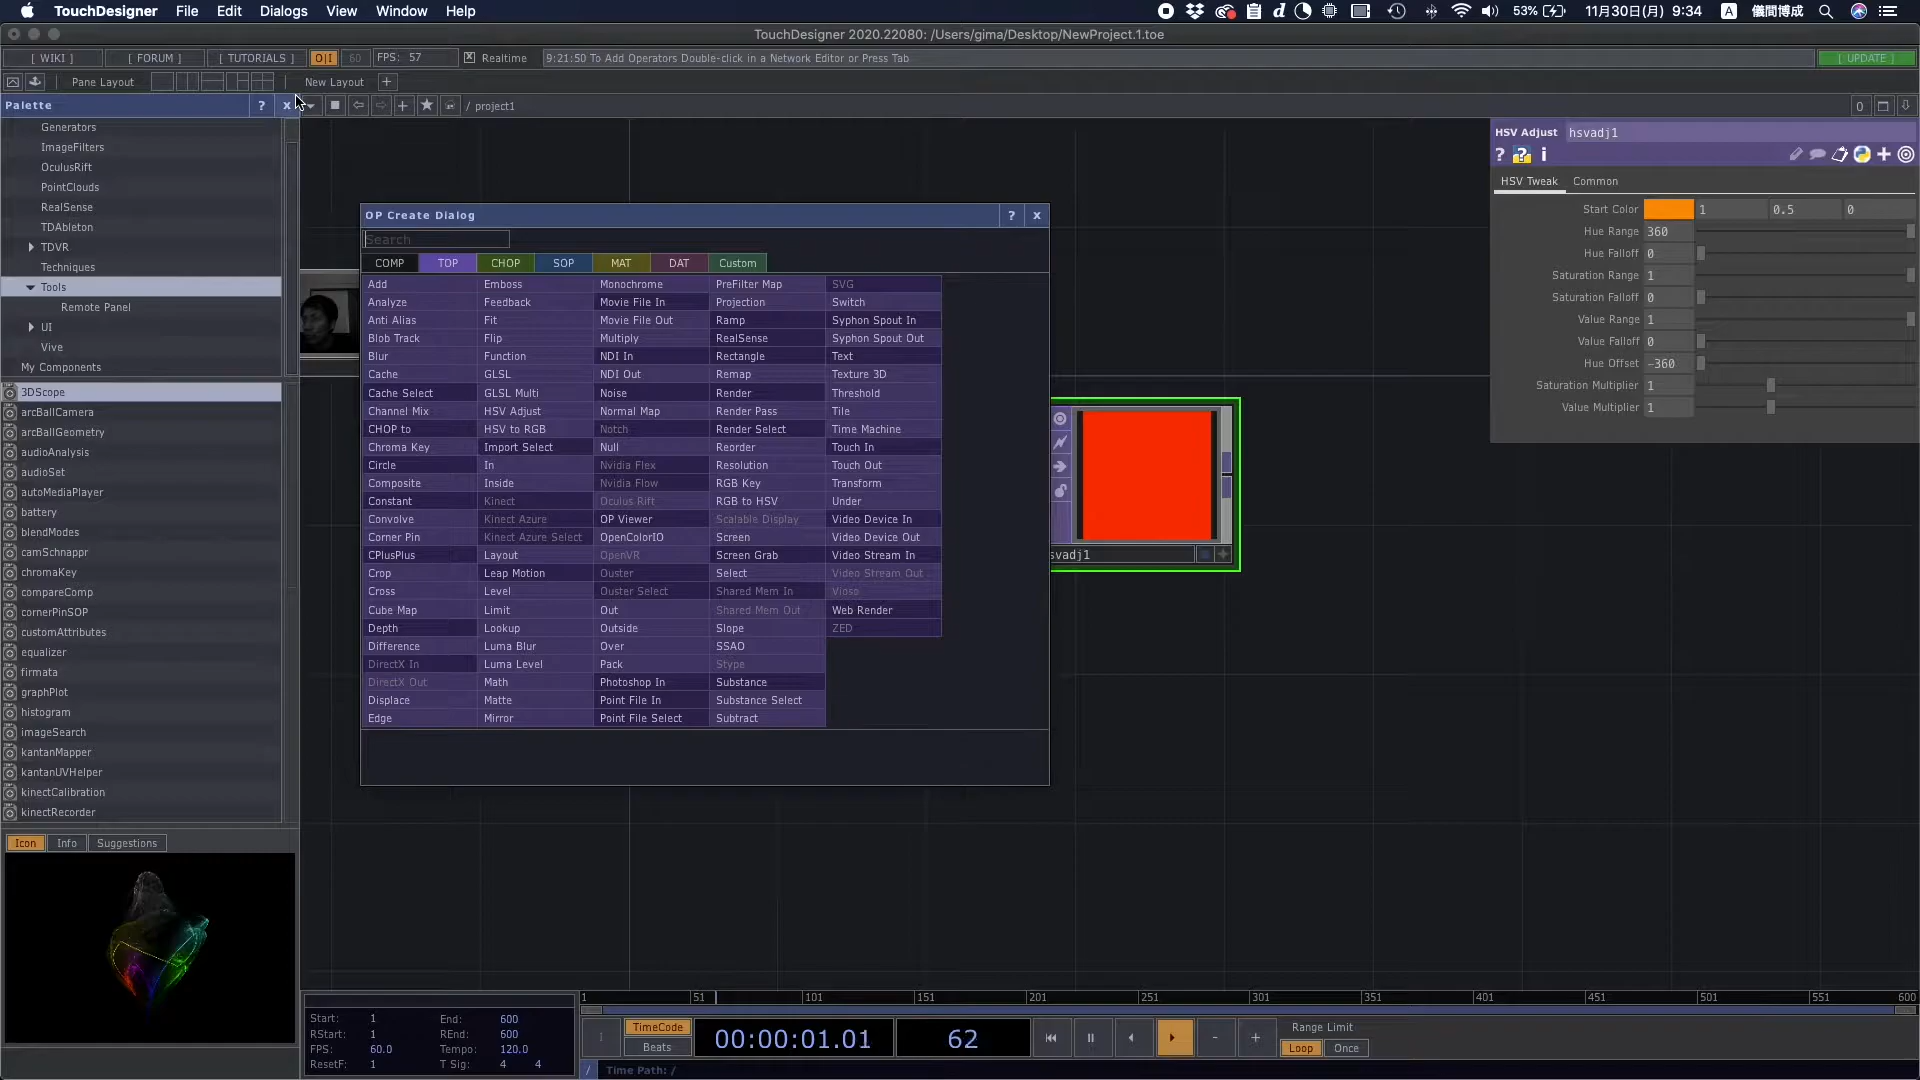 TouchDesigner File Edit Dialogs View Window Help
53% 11月30日(月) 9:34 A 儀間博成
TouchDesigner 2020.22080: /Users/gima/Desktop/NewProject.1.toe
[ WIKI ] [ FORUM ] [ TUTORIALS ] O|I 60 FPS: 57 Realtime 9:21:50 To Add Operators Double-click in a Network Editor or Press Tab [ UPDATE ]
Pane Layout New Layout +
Palette ? x / project1 0
Generators
ImageFilters
OculusRift
PointClouds
RealSense
TDAbleton
TDVR
Techniques
Tools
Remote Panel
UI
Vive
My Components
3DScope
arcBallCamera
arcBallGeometry
audioAnalysis
audioSet
autoMediaPlayer
battery
blendModes
camSchnappr
chromaKey
compareComp
cornerPinSOP
customAttributes
equalizer
firmata
graphPlot
histogram
imageSearch
kantanMapper
kantanUVHelper
kinectCalibration
kinectRecorder
Icon Info Suggestions
OP Create Dialog ? x
Search
COMP TOP CHOP SOP MAT DAT Custom
Add Emboss Monochrome PreFilter Map SVG
Analyze Feedback Movie File In Projection Switch
Anti Alias Fit Movie File Out Ramp Syphon Spout In
Blob Track Flip Multiply RealSense Syphon Spout Out
Blur Function NDI In Rectangle Text
Cache GLSL NDI Out Remap Texture 3D
Cache Select GLSL Multi Noise Render Threshold
Channel Mix HSV Adjust Normal Map Render Pass Tile
CHOP to HSV to RGB Notch Render Select Time Machine
Chroma Key Import Select Null Reorder Touch In
Circle In Nvidia Flex Resolution Touch Out
Composite Inside Nvidia Flow RGB Key Transform
Constant Kinect Oculus Rift RGB to HSV Under
Convolve Kinect Azure OP Viewer Scalable Display Video Device In
Corner Pin Kinect Azure Select OpenColorIO Screen Video Device Out
CPlusPlus Layout OpenVR Screen Grab Video Stream In
Crop Leap Motion Ouster Select Video Stream Out
Cross Level Ouster Select Shared Mem In Vioso
Cube Map Limit Out Shared Mem Out Web Render
Depth Lookup Outside Slope ZED
Difference Luma Blur Over SSAO
DirectX In Luma Level Pack Stype
DirectX Out Math Photoshop In Substance
Displace Matte Point File In Substance Select
Edge Mirror Point File Select Subtract
svadj1
HSV Adjust hsvadj1
? ? i
HSV Tweak Common
Start Color 1 0.5 0
Hue Range 360
Hue Falloff 0
Saturation Range 1
Saturation Falloff 0
Value Range 1
Value Falloff 0
Hue Offset -360
Saturation Multiplier 1
Value Multiplier 1
1 51 101 151 201 251 301 351 401 451 501 551 600
Start: 1 End: 600
RStart: 1 REnd: 600
FPS: 60.0 Tempo: 120.0
ResetF: 1 T Sig: 4 4
TimeCode
Beats
00:00:01.01 62
- +
Range Limit
Loop Once
/ Time Path: /